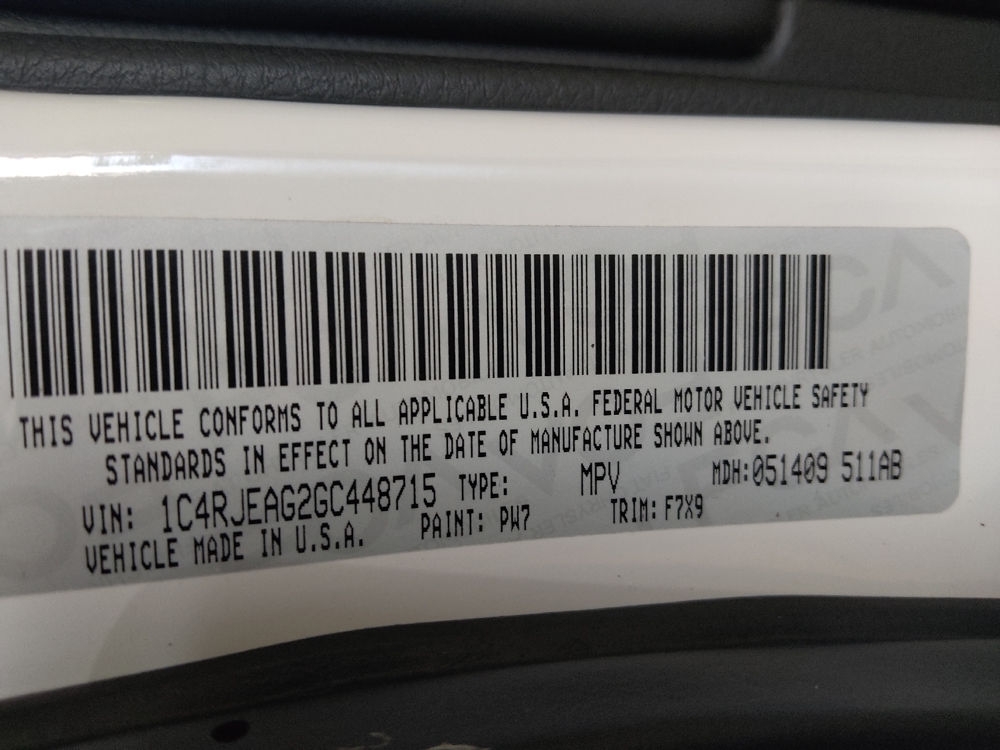 THIS VEHICLE CONFORMS TO ALL APPLICABLE U.S.A. FEDERAL MOTOR VEHICLE SAFETY
STANDARDS IN EFFECT ON THE DATE OF MANUFACTURE SHOWN ABOVE.
VIN: 1C4RJEAG2GC448715 TYPE: MPV MDH:051409 511AB
VEHICLE MADE IN U.S.A. PAINT: PW7 TRIM: F7X9